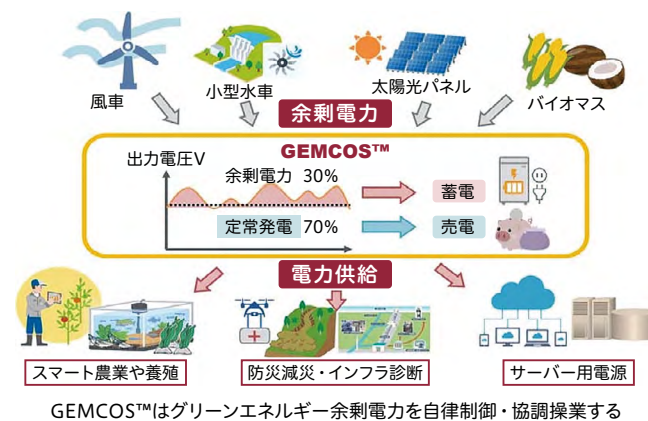 風車
小型水車
太陽光パネル
バイオマス
余剰電力
GEMCOS™
出力電圧V
余剰電力 30%
蓄電
定常発電 70%
売電
電力供給
スマート農業や養殖
防災減災・インフラ診断
サーバー用電源
GEMCOS™はグリーンエネルギー余剰電力を自律制御・協調操業する